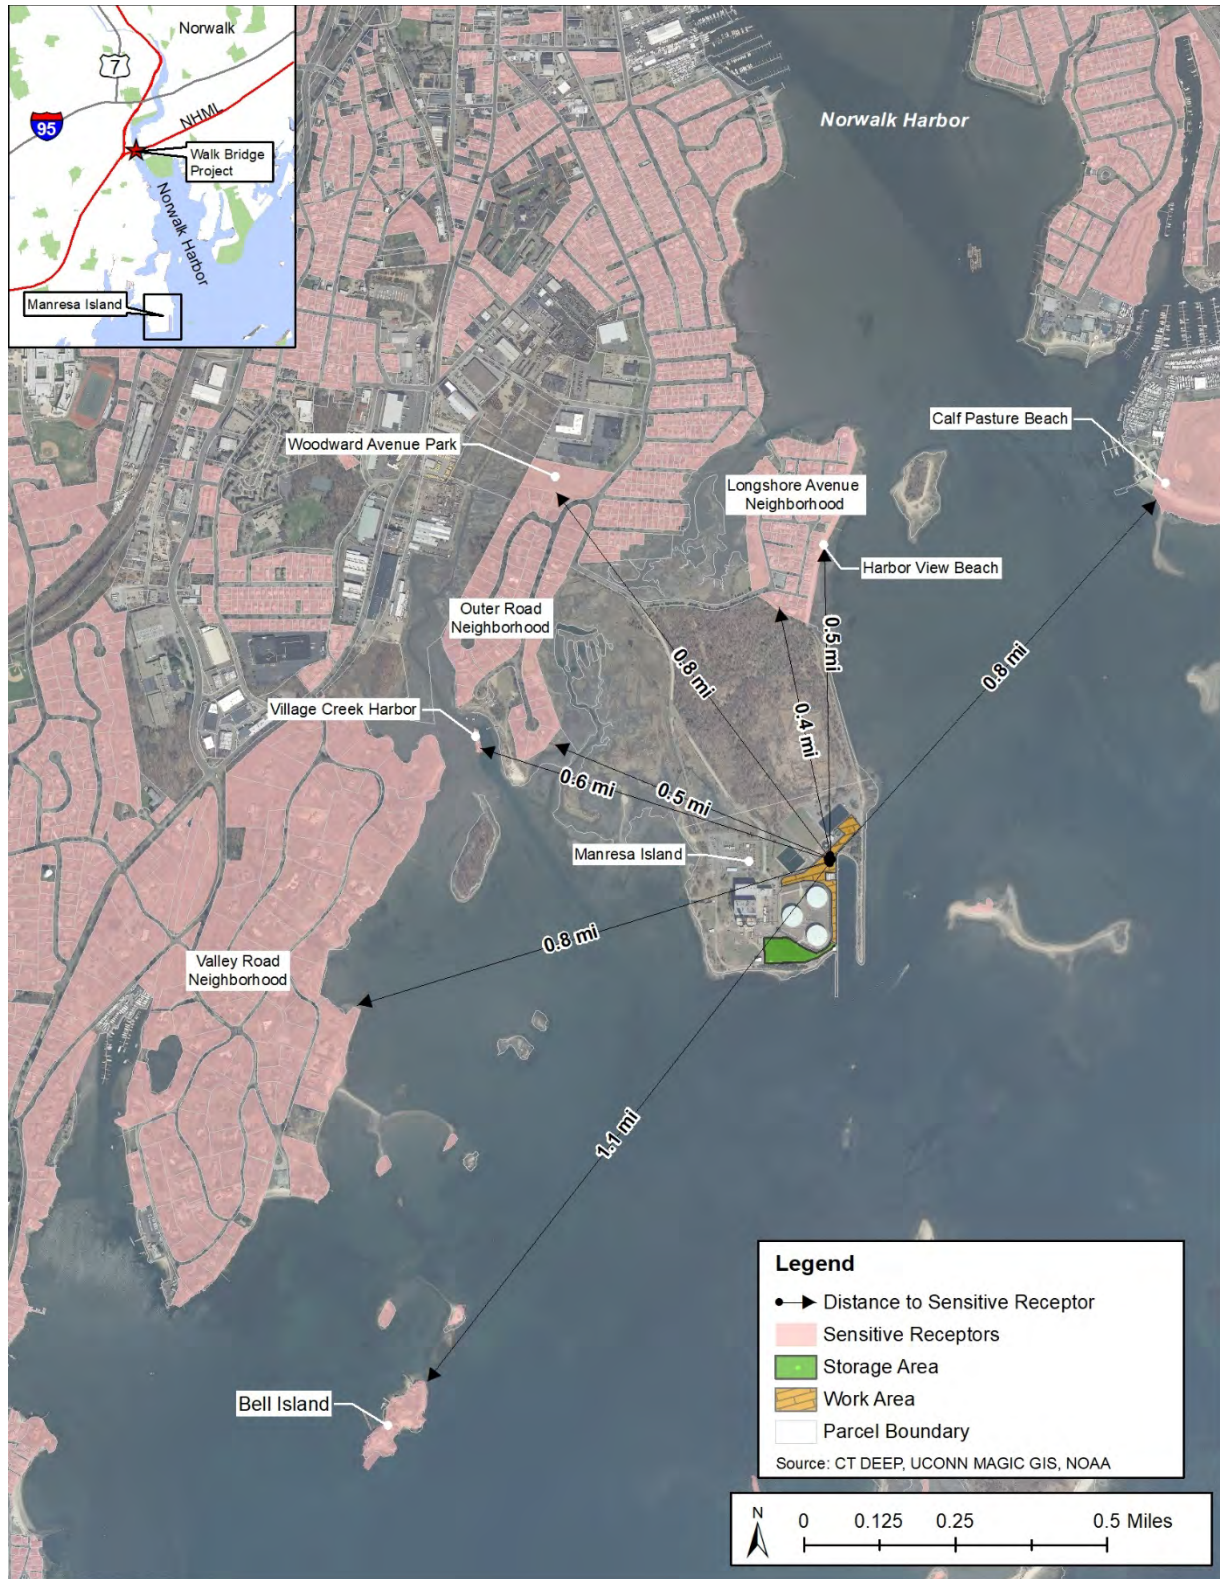 Norwalk
7
95
NHML
Walk Bridge
Project
Norwalk Harbor
Manresa Island
Norwalk Harbor
Calf Pasture Beach
Woodward Avenue Park
Longshore Avenue
Neighborhood
Harbor View Beach
Outer Road
Neighborhood
Village Creek Harbor
0.8 mi
0.5 mi
0.8 mi
0.4 mi
0.6 mi
0.5 mi
Manresa Island
0.8 mi
Valley Road
Neighborhood
1.1 mi
Bell Island
Legend
Distance to Sensitive Receptor
Sensitive Receptors
Storage Area
Work Area
Parcel Boundary
Source: CT DEEP, UCONN MAGIC GIS, NOAA
N
0 0.125 0.25 0.5 Miles